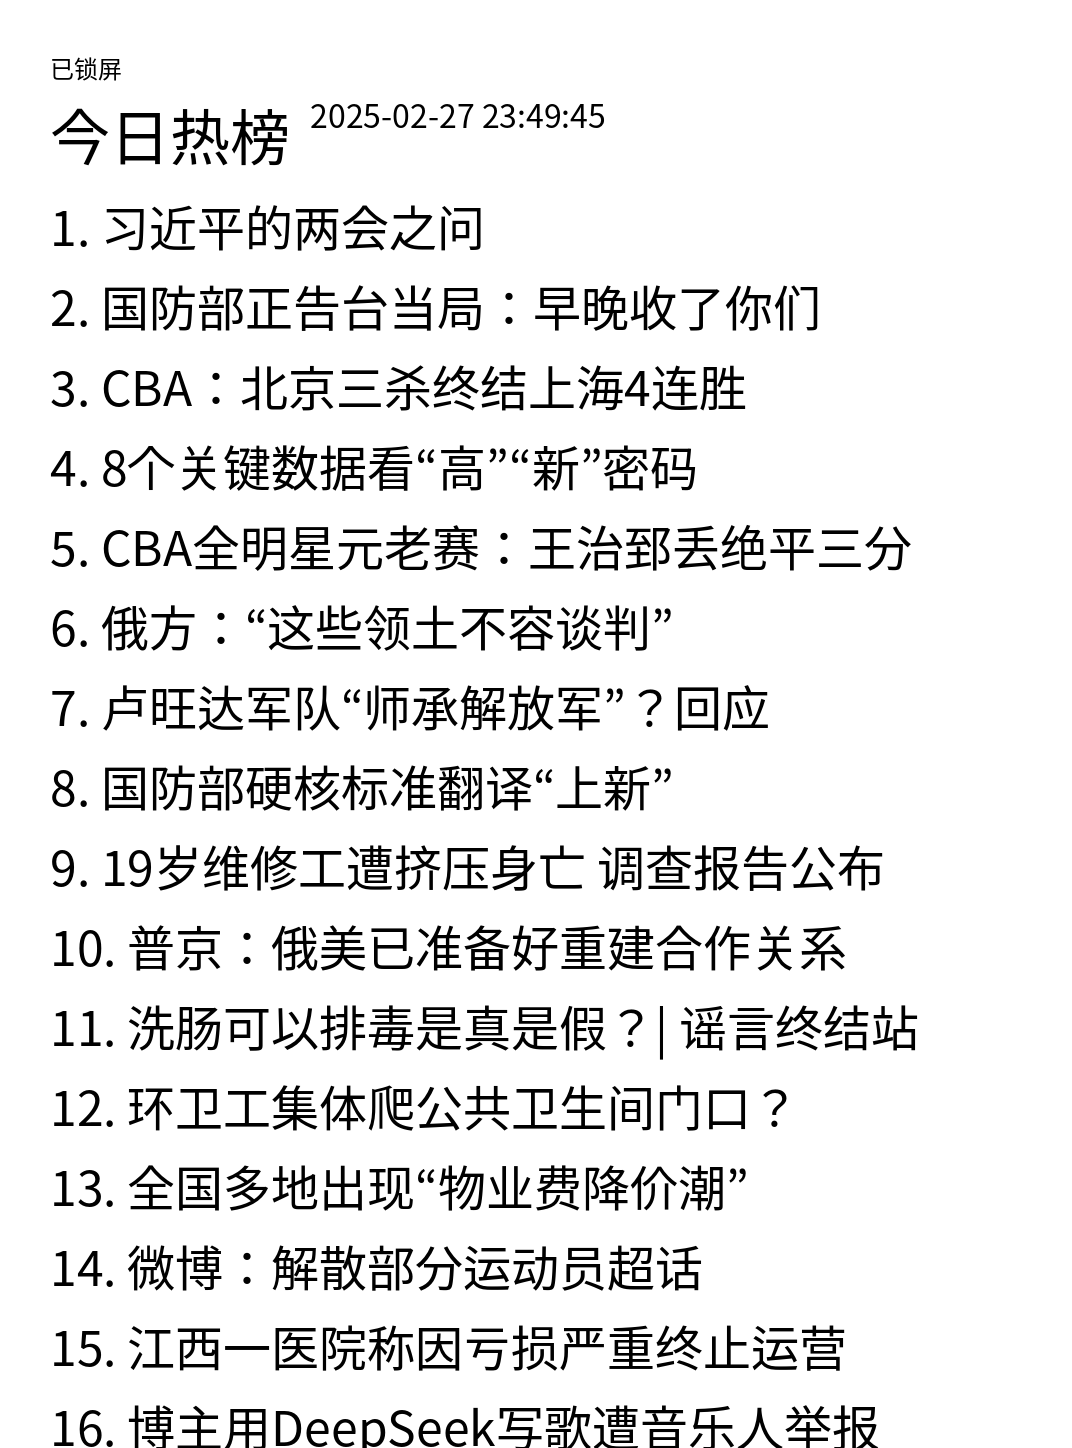 已锁屏
今日热榜 2025-02-27 23:49:45
1. 习近平的两会之问
2. 国防部正告台当局：早晚收了你们
3. CBA：北京三杀终结上海4连胜
4. 8个关键数据看“高”“新”密码
5. CBA全明星元老赛：王治郅丢绝平三分
6. 俄方：“这些领土不容谈判”
7. 卢旺达军队“师承解放军”？回应
8. 国防部硬核标准翻译“上新”
9. 19岁维修工遭挤压身亡 调查报告公布
10. 普京：俄美已准备好重建合作关系
11. 洗肠可以排毒是真是假？| 谣言终结站
12. 环卫工集体爬公共卫生间门口？
13. 全国多地出现“物业费降价潮”
14. 微博：解散部分运动员超话
15. 江西一医院称因亏损严重终止运营
16. 博主用DeepSeek写歌遭音乐人举报